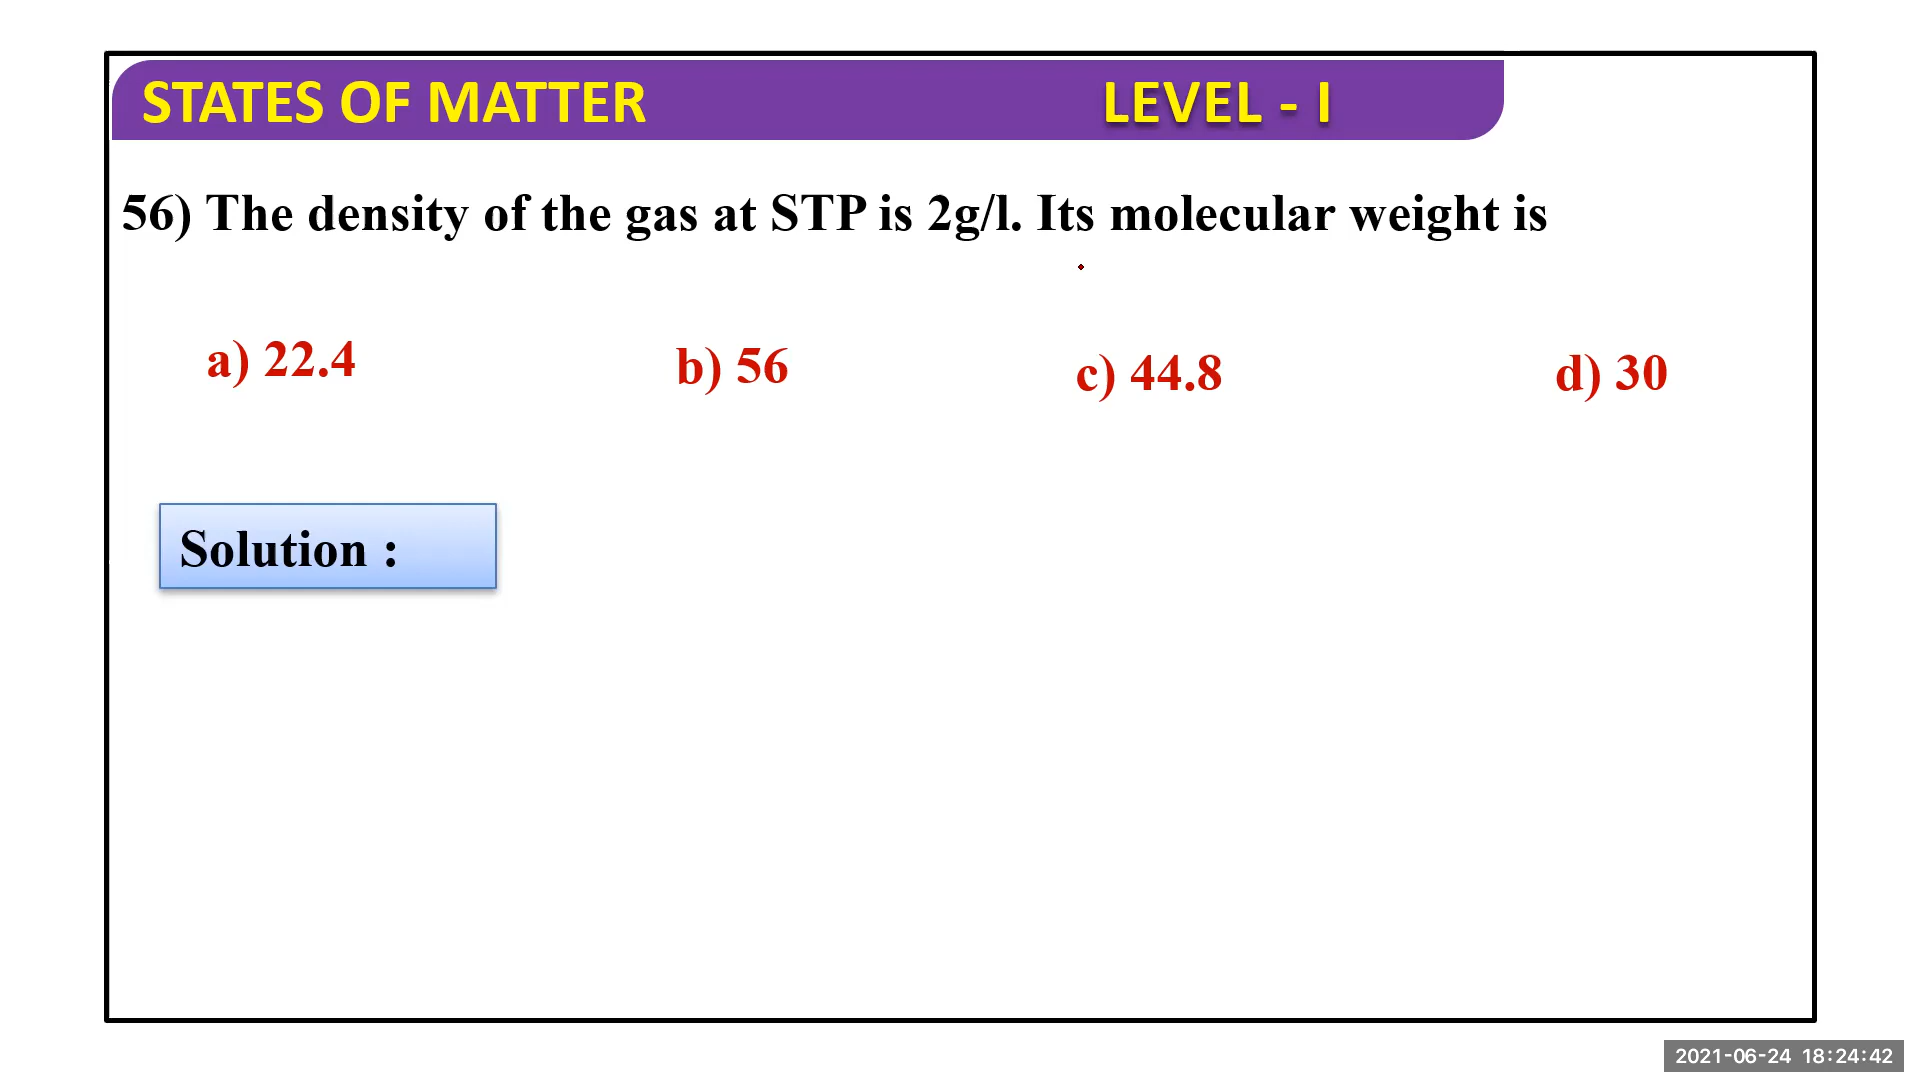 STATES OF MATTER LEVEL - I
56) The density of the gas at STP is 2g/l. Its molecular weight is
a) 22.4 b) 56 c) 44.8 d) 30
Solution :
2021-06-24 18:24:42